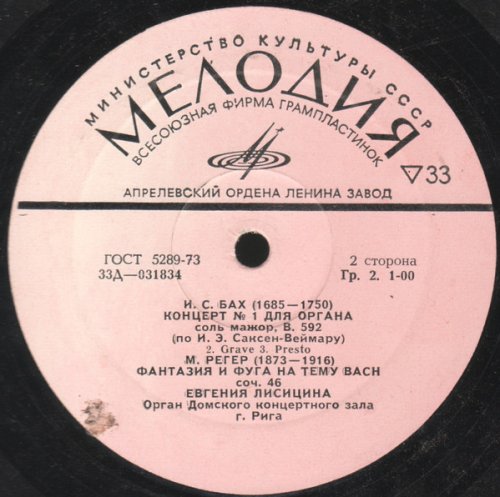 МИНИСТЕРСТВО КУЛЬТУРЫ СССР
МЕЛОДИЯ
ВСЕСОЮЗНАЯ ФИРМА ГРАМПЛАСТИНОК
33
АПРЕЛЕВСКИЙ ОРДЕНА ЛЕНИНА ЗАВОД
ГОСТ 5289-73
2 сторона
33Д—031834
Гр. 2. 1-00
И. С. БАХ (1685—1750)
КОНЦЕРТ № 1 ДЛЯ ОРГАНА
соль мажор, В. 592
(по И. Э. Саксен-Веймару)
2. Grave 3. Presto
М. РЕГЕР (1873—1916)
ФАНТАЗИЯ И ФУГА НА ТЕМУ BACH
соч. 46
ЕВГЕНИЯ ЛИСИЦИНА
Орган Домского концертного зала
г. Рига